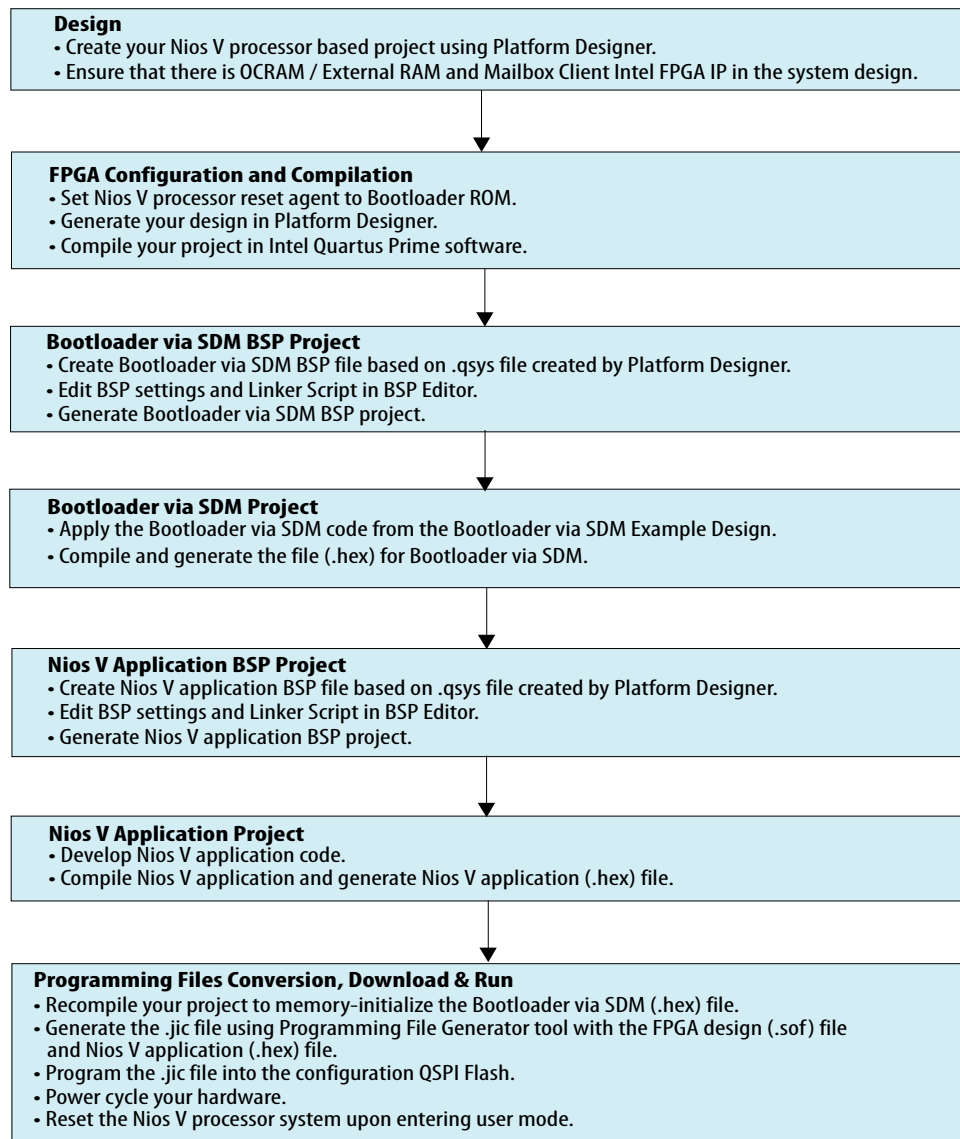 Design
• Create your Nios V processor based project using Platform Designer.
• Ensure that there is OCRAM / External RAM and Mailbox Client Intel FPGA IP in the system design.
FPGA Configuration and Compilation
• Set Nios V processor reset agent to Bootloader ROM.
• Generate your design in Platform Designer.
• Compile your project in Intel Quartus Prime software.
Bootloader via SDM BSP Project
• Create Bootloader via SDM BSP file based on .qsys file created by Platform Designer.
• Edit BSP settings and Linker Script in BSP Editor.
• Generate Bootloader via SDM BSP project.
Bootloader via SDM Project
• Apply the Bootloader via SDM code from the Bootloader via SDM Example Design.
• Compile and generate the file (.hex) for Bootloader via SDM.
Nios V Application BSP Project
• Create Nios V application BSP file based on .qsys file created by Platform Designer.
• Edit BSP settings and Linker Script in BSP Editor.
• Generate Nios V application BSP project.
Nios V Application Project
• Develop Nios V application code.
• Compile Nios V application and generate Nios V application (.hex) file.
Programming Files Conversion, Download & Run
• Recompile your project to memory-initialize the Bootloader via SDM (.hex) file.
• Generate the .jic file using Programming File Generator tool with the FPGA design (.sof) file
and Nios V application (.hex) file.
• Program the .jic file into the configuration QSPI Flash.
• Power cycle your hardware.
• Reset the Nios V processor system upon entering user mode.